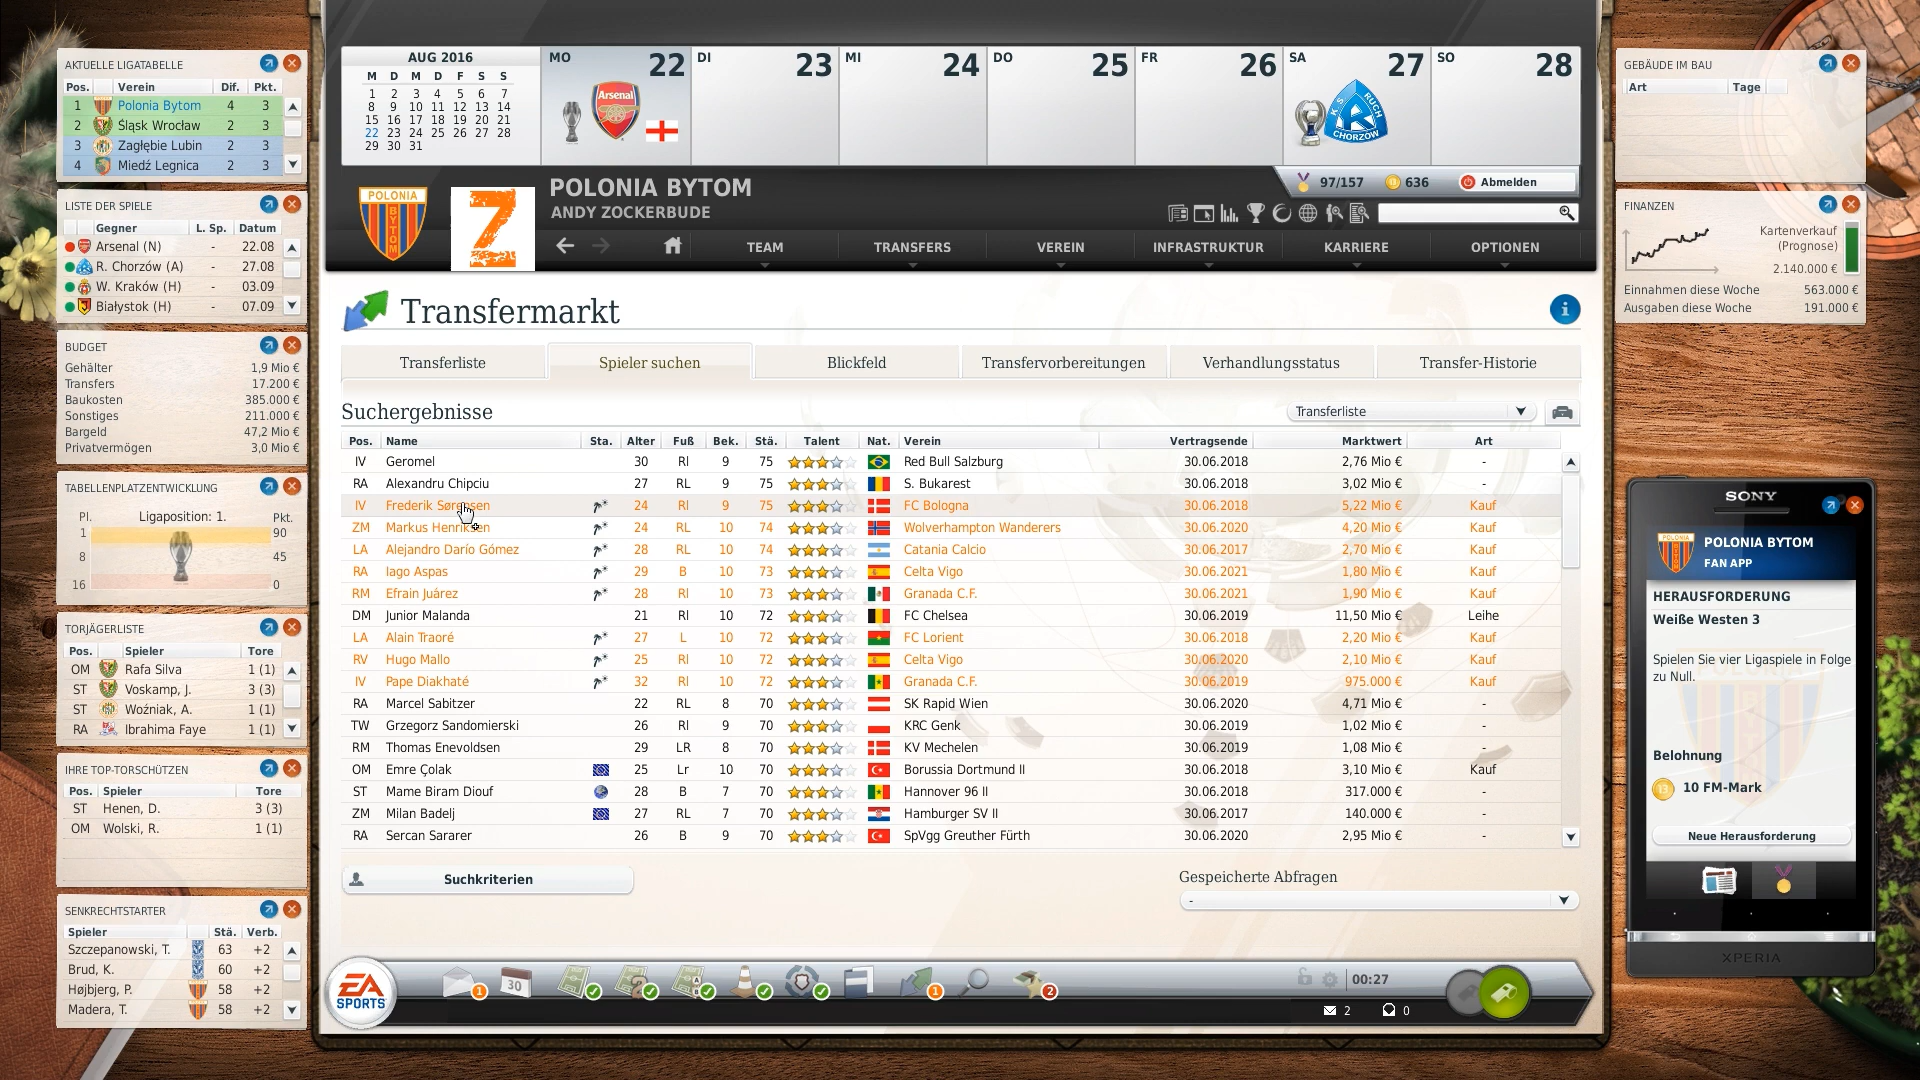 AKTUELLE LIGATABELLE
Pos. Verein Dif. Pkt.
1 Polonia Bytom 4 3
2 Śląsk Wrocław 2 3
3 Zagłębie Lubin 2 3
4 Miedź Legnica 2 3
LISTE DER SPIELE
Gegner L. Sp. Datum
Arsenal (N) - 22.08
R. Chorzów (A) - 27.08
W. Kraków (H) - 03.09
Białystok (H) - 07.09
BUDGET
Gehälter 1,9 Mio €
Transfers 17.200 €
Baukosten 385.000 €
Sonstiges 211.000 €
Bargeld 47,2 Mio €
Privatvermögen 3,0 Mio €
TABELLENPLATZENTWICKLUNG
Pl. Ligaposition: 1. Pkt.
1 90
8 45
16 0
TORJÄGERLISTE
Pos. Spieler Tore
OM Rafa Silva 1 (1)
ST Voskamp, J. 3 (3)
ST Woźniak, A. 1 (1)
RA Ibrahima Faye 1 (1)
IHRE TOP-TORSCHÜTZEN
Pos. Spieler Tore
ST Henen, D. 3 (3)
OM Wolski, R. 1 (1)
SENKRECHTSTARTER
Spieler Stä. Verb.
Szczepanowski, T. 63 +2
Brud, K. 60 +2
Højbjerg, P. 58 +2
Madera, T. 58 +2
AUG 2016
M D M D F S S
1 2 3 4 5 6 7
8 9 10 11 12 13 14
15 16 17 18 19 20 21
22 23 24 25 26 27 28
29 30 31
MO 22
Arsenal
DI 23
MI 24
DO 25
FR 26
SA 27
K.S. RUCH
CHORZÓW
SO 28
POLONIA
BYTOM
Z
POLONIA BYTOM
ANDY ZOCKERBUDE
97/157 636 Abmelden
TEAM TRANSFERS VEREIN INFRASTRUKTUR KARRIERE OPTIONEN
Transfermarkt
i
Transferliste Spieler suchen Blickfeld Transfervorbereitungen Verhandlungsstatus Transfer-Historie
Suchergebnisse
Transferliste
Pos. Name Sta. Alter Fuß Bek. Stä. Talent Nat. Verein Vertragsende Marktwert Art
IV Geromel 30 Rl 9 75 Red Bull Salzburg 30.06.2018 2,76 Mio € -
RA Alexandru Chipciu 27 RL 9 75 S. Bukarest 30.06.2018 3,02 Mio € -
IV Frederik Sørensen 24 Rl 9 75 FC Bologna 30.06.2018 5,22 Mio € Kauf
ZM Markus Henriksen 24 RL 10 74 Wolverhampton Wanderers 30.06.2020 4,20 Mio € Kauf
LA Alejandro Darío Gómez 28 RL 10 74 Catania Calcio 30.06.2017 2,70 Mio € Kauf
RA Iago Aspas 29 B 10 73 Celta Vigo 30.06.2021 1,80 Mio € Kauf
RM Efrain Juárez 28 Rl 10 73 Granada C.F. 30.06.2021 1,90 Mio € Kauf
DM Junior Malanda 21 Rl 10 72 FC Chelsea 30.06.2019 11,50 Mio € Leihe
LA Alain Traoré 27 L 10 72 FC Lorient 30.06.2018 2,20 Mio € Kauf
RV Hugo Mallo 25 Rl 10 72 Celta Vigo 30.06.2020 2,10 Mio € Kauf
IV Pape Diakhaté 32 Rl 10 72 Granada C.F. 30.06.2019 975.000 € Kauf
RA Marcel Sabitzer 22 RL 8 70 SK Rapid Wien 30.06.2020 4,71 Mio € -
TW Grzegorz Sandomierski 26 Rl 9 70 KRC Genk 30.06.2019 1,02 Mio € -
RM Thomas Enevoldsen 29 LR 8 70 KV Mechelen 30.06.2019 1,08 Mio € -
OM Emre Çolak 25 Lr 10 70 Borussia Dortmund II 30.06.2018 3,10 Mio € Kauf
ST Mame Biram Diouf 28 B 7 70 Hannover 96 II 30.06.2018 317.000 € -
ZM Milan Badelj 27 RL 7 70 Hamburger SV II 30.06.2017 140.000 € -
RA Sercan Sararer 26 B 9 70 SpVgg Greuther Fürth 30.06.2020 2,95 Mio € -
Suchkriterien
Gespeicherte Abfragen
-
EA
SPORTS
1 30 1 2
00:27
2 0
GEBÄUDE IM BAU
Art Tage
FINANZEN
Kartenverkauf
(Prognose)
2.140.000 €
Einnahmen diese Woche 563.000 €
Ausgaben diese Woche 191.000 €
SONY
POLONIA BYTOM
FAN APP
HERAUSFORDERUNG
Weiße Westen 3
Spielen Sie vier Ligaspiele in Folge
zu Null.
Belohnung
10 FM-Mark
Neue Herausforderung
XPERIA